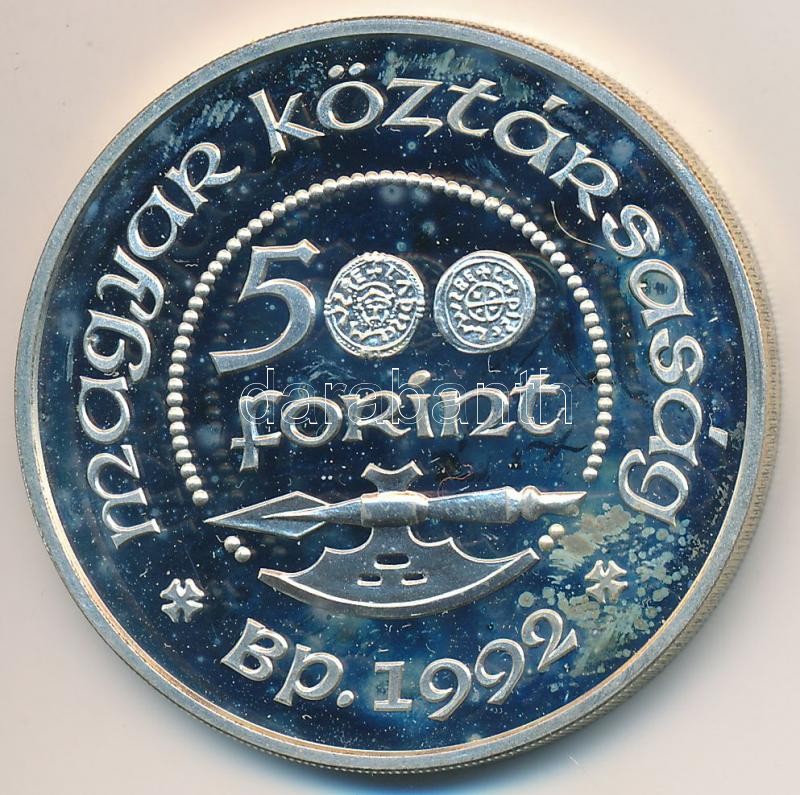 magyar köztársaság
500
forint
Bp. 1992
darabanth